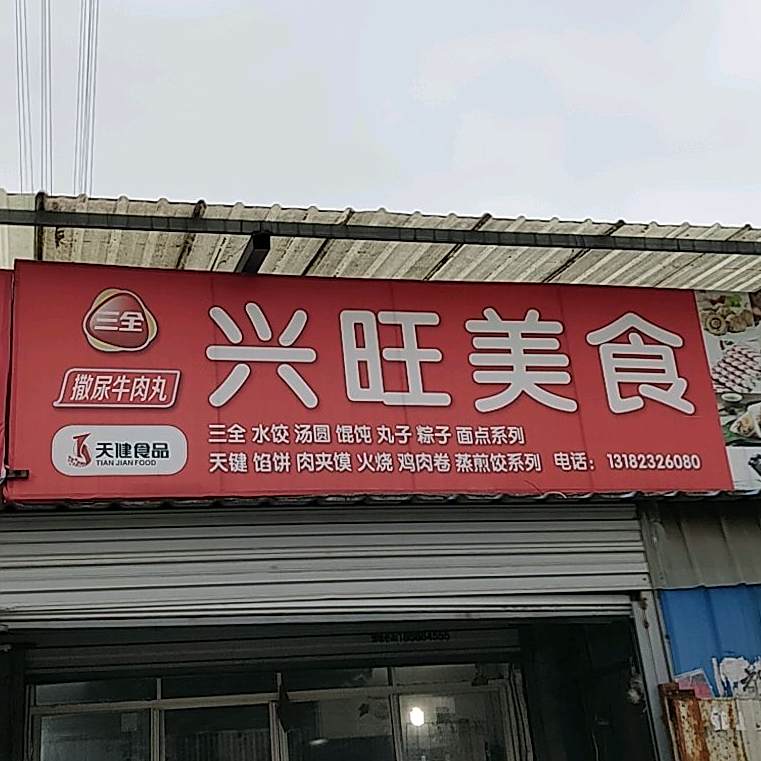 三全
撒尿牛肉丸
天健食品
TIAN JIAN FOOD
兴旺美食
三全 水饺 汤圆 馄饨 丸子 粽子 面点系列
天键 馅饼 肉夹馍 火烧 鸡肉卷 蒸煎饺系列 电话：13182326080